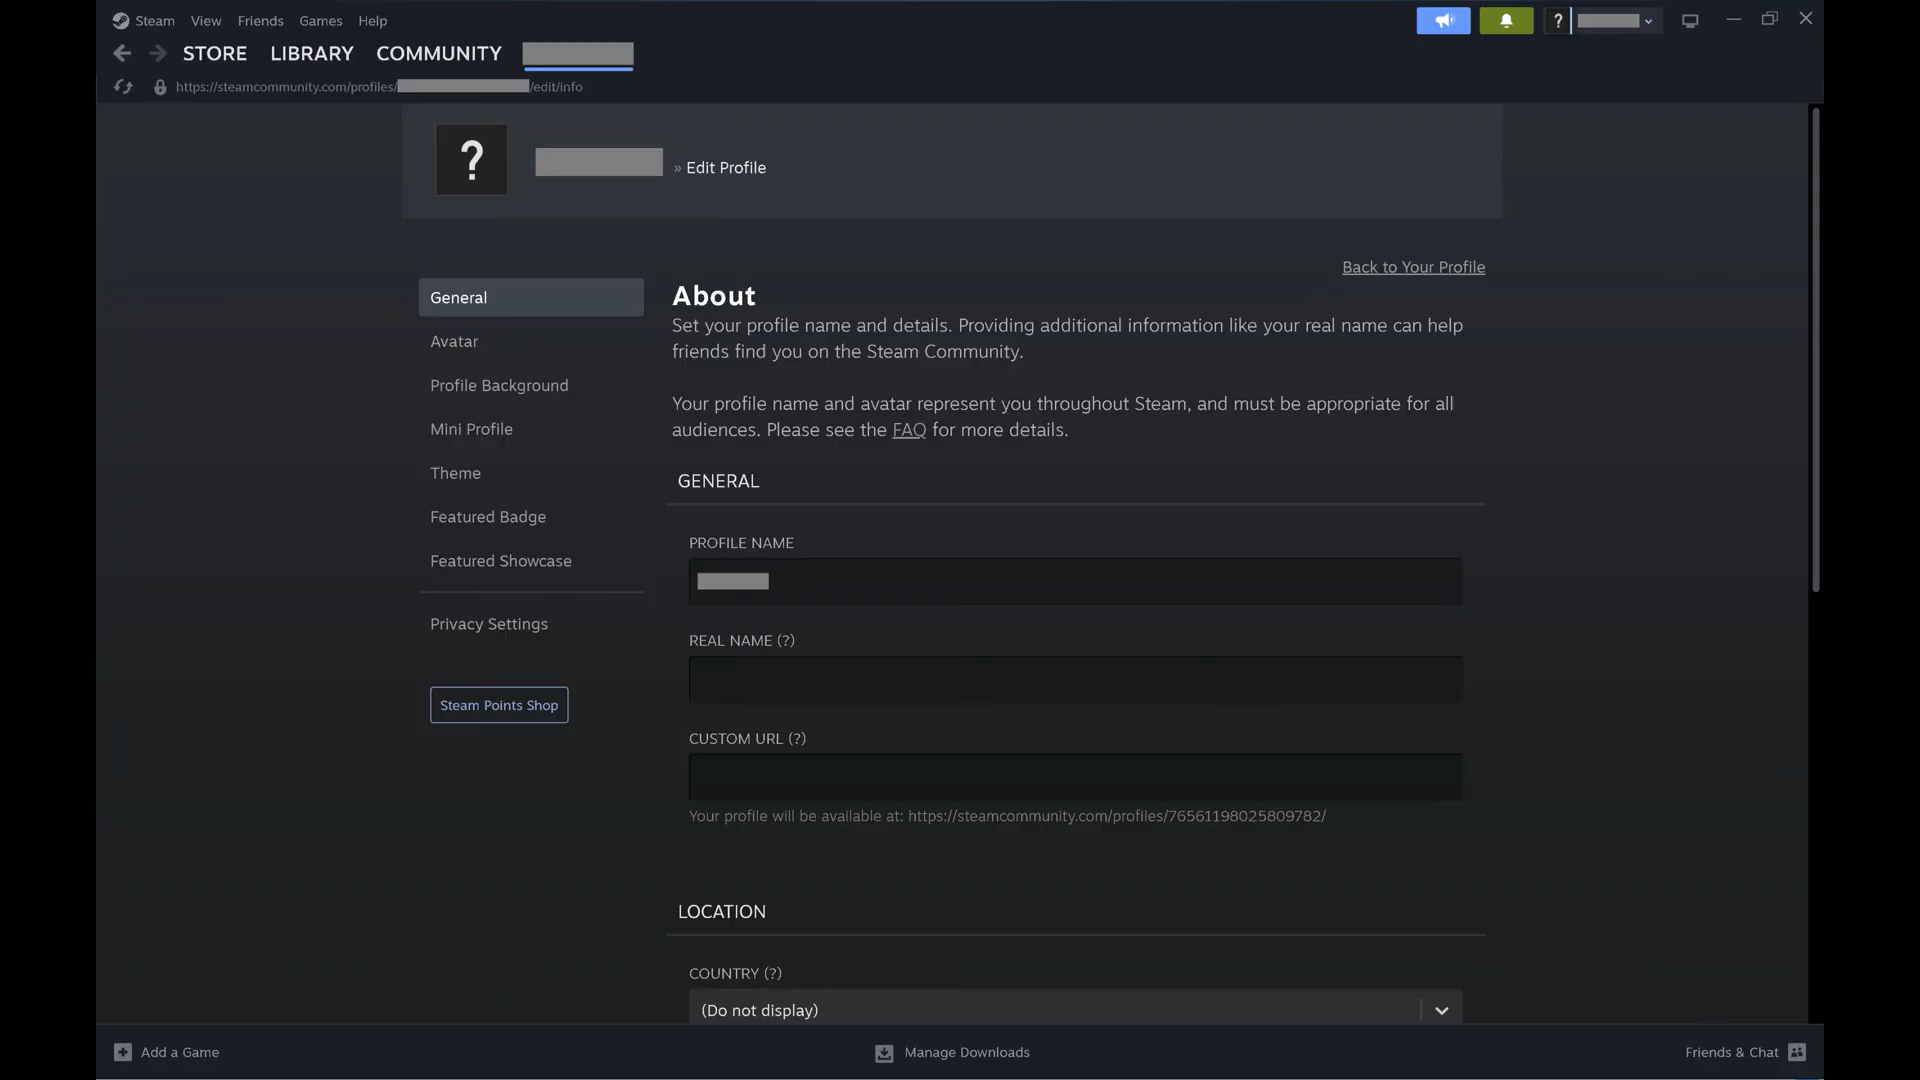 Steam View Friends Games Help
?
STORE LIBRARY COMMUNITY
https://steamcommunity.com/profiles/ /edit/info
?
» Edit Profile
Back to Your Profile
General
Avatar
Profile Background
Mini Profile
Theme
Featured Badge
Featured Showcase
Privacy Settings
Steam Points Shop
About
Set your profile name and details. Providing additional information like your real name can help
friends find you on the Steam Community.
Your profile name and avatar represent you throughout Steam, and must be appropriate for all
audiences. Please see the FAQ for more details.
GENERAL
PROFILE NAME
REAL NAME (?)
CUSTOM URL (?)
Your profile will be available at: https://steamcommunity.com/profiles/76561198025809782/
LOCATION
COUNTRY (?)
(Do not display)
Add a Game
Manage Downloads
Friends & Chat